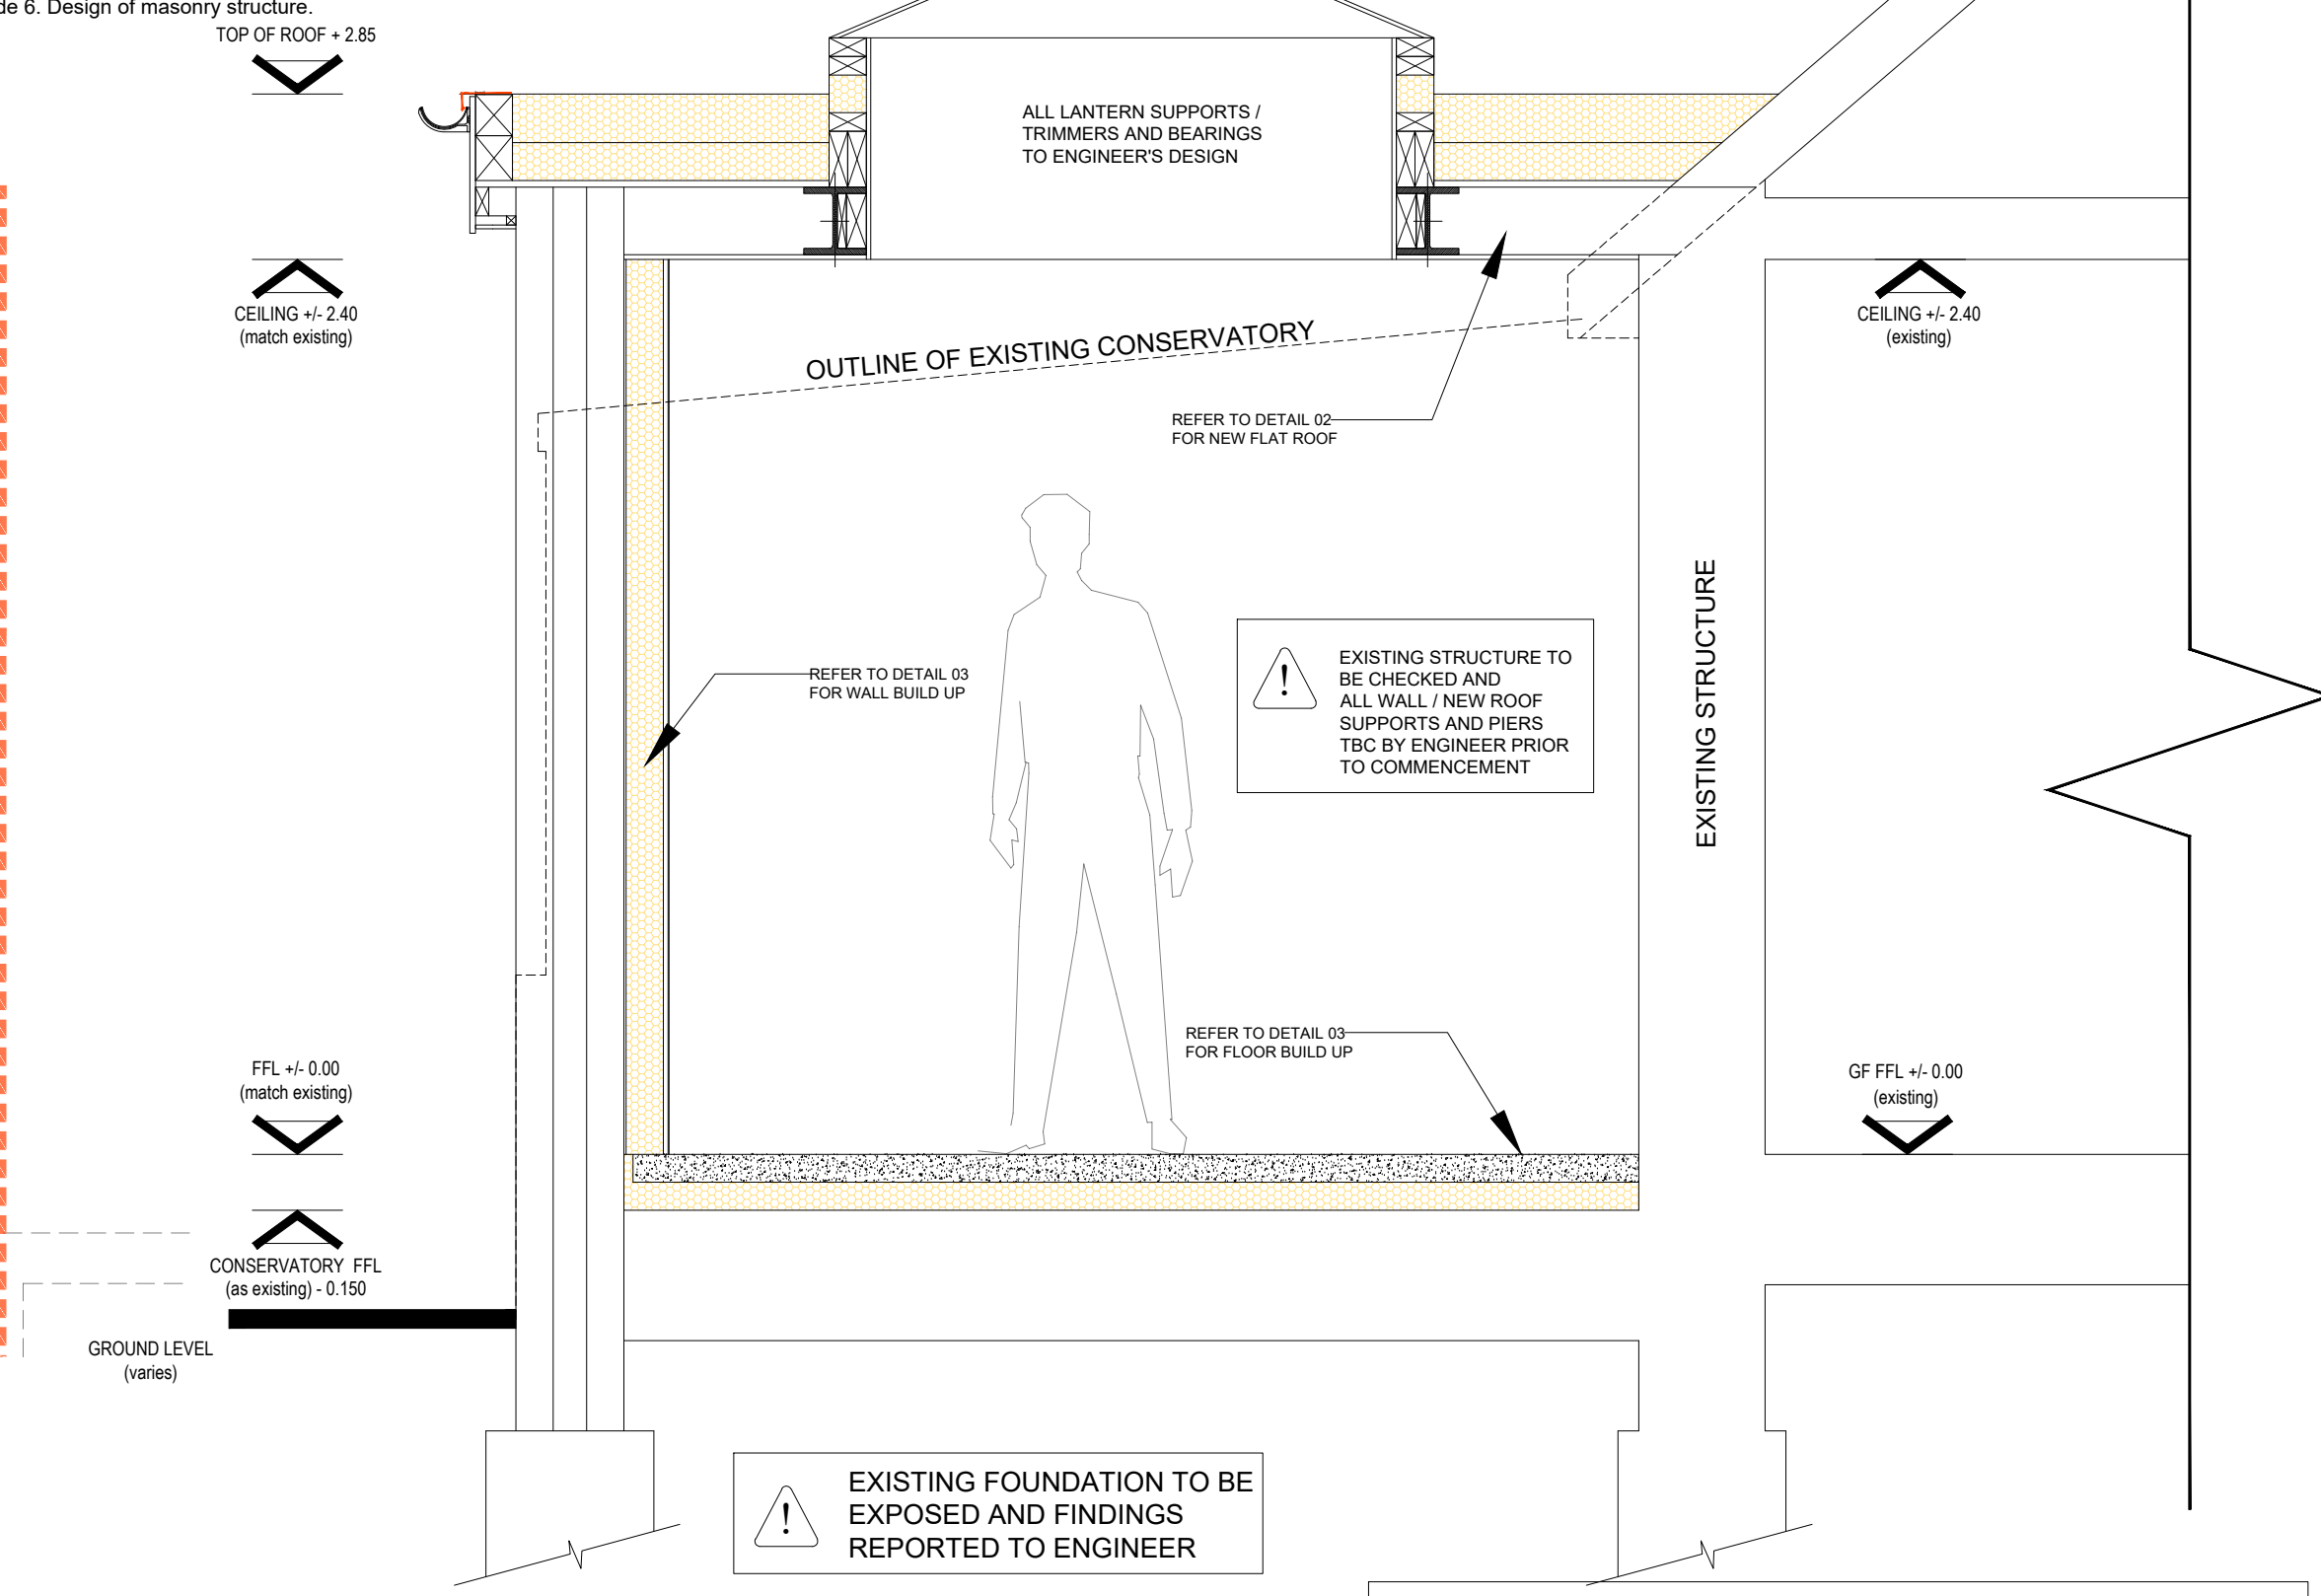 de 6. Design of masonry structure.
TOP OF ROOF + 2.85
ALL LANTERN SUPPORTS /
TRIMMERS AND BEARINGS
TO ENGINEER'S DESIGN
CEILING +/- 2.40
(match existing)
CEILING +/- 2.40
(existing)
OUTLINE OF EXISTING CONSERVATORY
REFER TO DETAIL 02
FOR NEW FLAT ROOF
EXISTING STRUCTURE
! EXISTING STRUCTURE TO
BE CHECKED AND
ALL WALL / NEW ROOF
SUPPORTS AND PIERS
TBC BY ENGINEER PRIOR
TO COMMENCEMENT
REFER TO DETAIL 03
FOR WALL BUILD UP
REFER TO DETAIL 03
FOR FLOOR BUILD UP
FFL +/- 0.00
(match existing)
GF FFL +/- 0.00
(existing)
CONSERVATORY FFL
(as existing) - 0.150
GROUND LEVEL
(varies)
! EXISTING FOUNDATION TO BE
EXPOSED AND FINDINGS
REPORTED TO ENGINEER